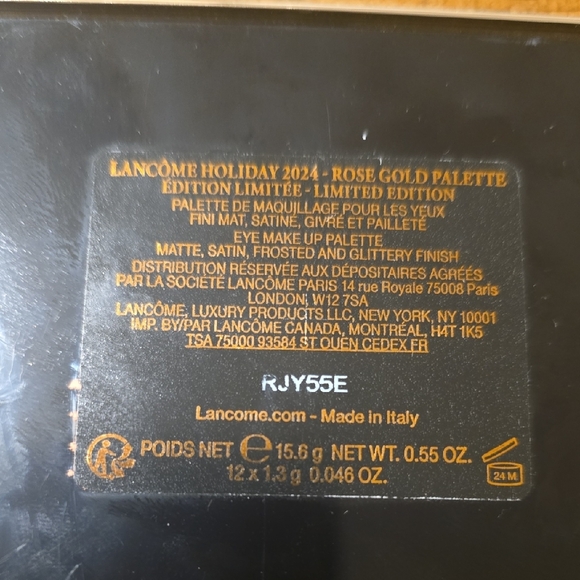 LANCÔME HOLIDAY 2024 - ROSE GOLD PALETTE
ÉDITION LIMITÉE - LIMITED EDITION
PALETTE DE MAQUILLAGE POUR LES YEUX
FINI MAT, SATINE, GIVRÉ ET PAILLETÉ
EYE MAKE UP PALETTE
MATTE, SATIN, FROSTED AND GLITTERY FINISH
DISTRIBUTION RÉSERVÉE AUX DÉPOSITAIRES AGRÉÉS
PAR LA SOCIÉTÉ LANCÔME PARIS 14 rue Royale 75008 Paris
LONDON, W12 7SA
LANCÔME, LUXURY PRODUCTS LLC, NEW YORK, NY 10001
IMP. BY/PAR LANCÔME CANADA, MONTRÉAL, H4T 1K5
TSA 75000 93584 ST OUEN CEDEX FR
RJY55E
Lancome.com - Made in Italy
POIDS NET e 15.6 g NET WT. 0.55 OZ.
12 x 1.3 g 0.046 OZ.
24 M